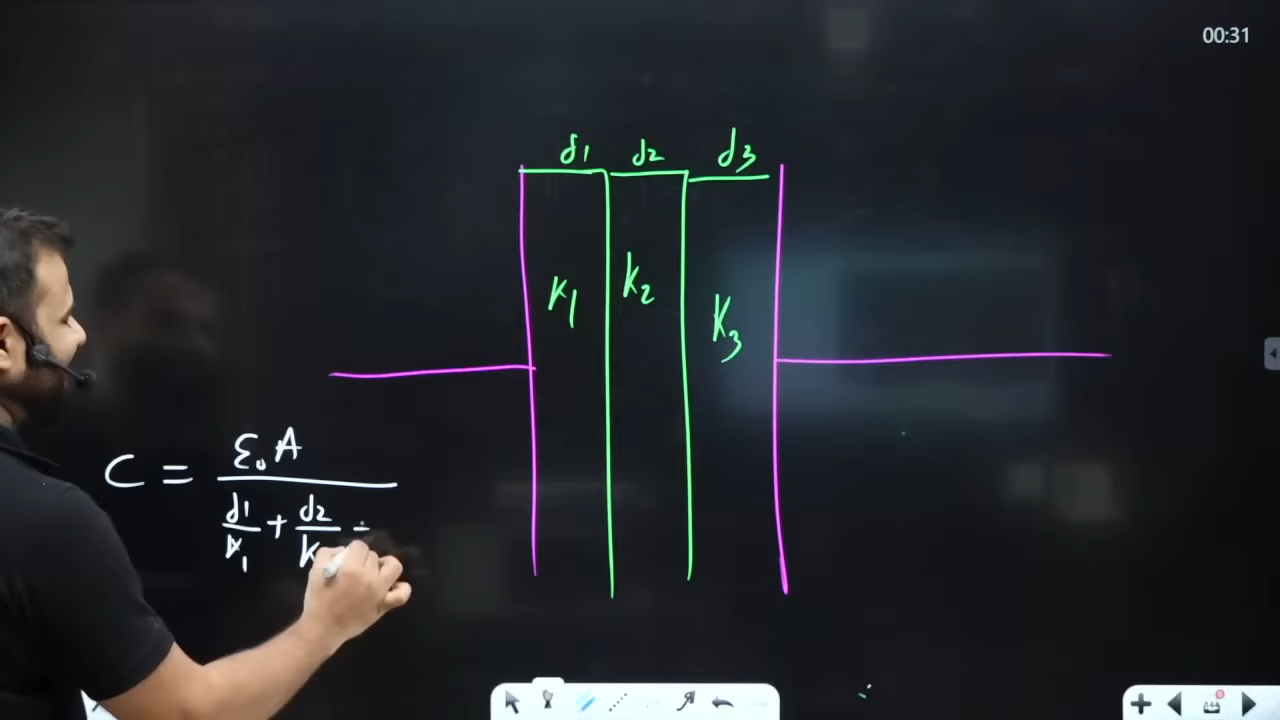 00:31
d1 d2 d3
K1 K2 K3
C = ε₀A
d1 + d2 +
K1 K